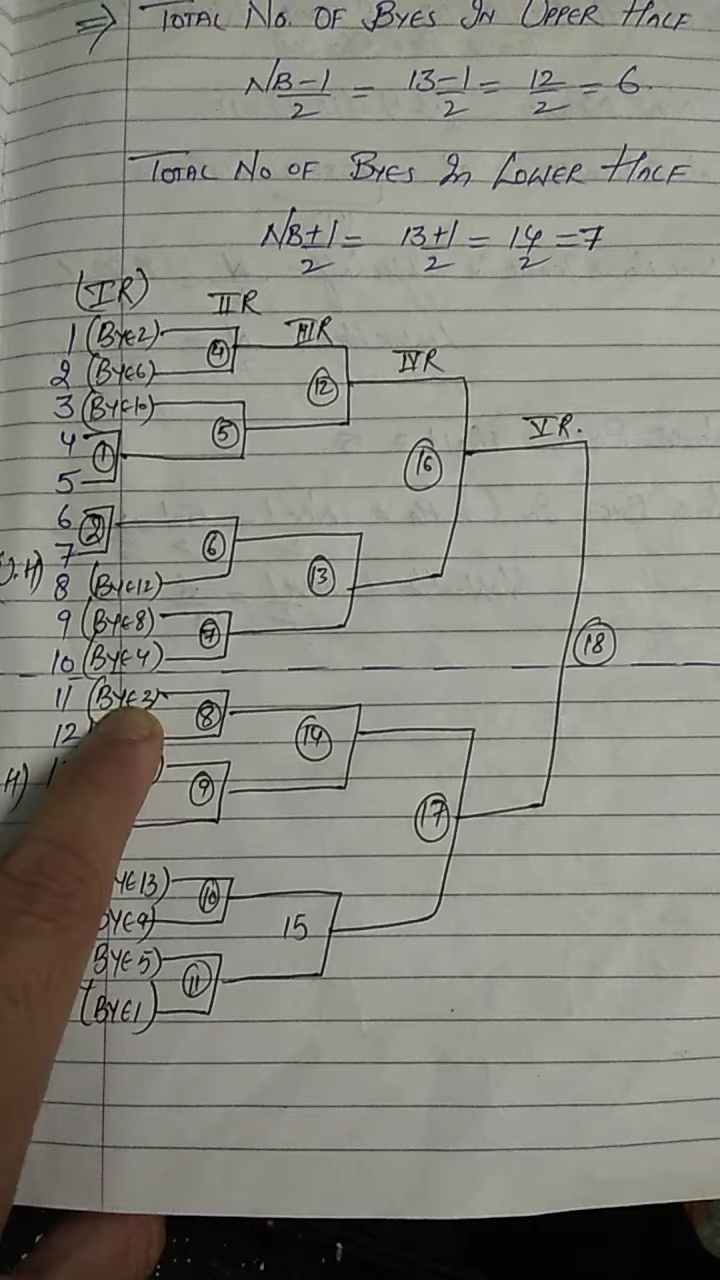 ⇒ TOTAL NO. OF BYES IN UPPER HALF
NB-1/2 = 13-1/2 = 12/2 = 6.
TOTAL NO OF BYES IN LOWER HALF
NB+1/2 = 13+1/2 = 14/2 = 7
(IR) IIR IIIR IVR VR.
1 (BYE2)
4
2 (BYE6)
12
3 (BYE10)
5
4
1
5
16
6
2
7
6
8 (BYE12)
13
9 (BYE8)
7
10 (BYE4)
18
11 (BYE3)
8
12
14
9
17
YE13)
10
YE9)
15
BYE5)
11
(BYE1)